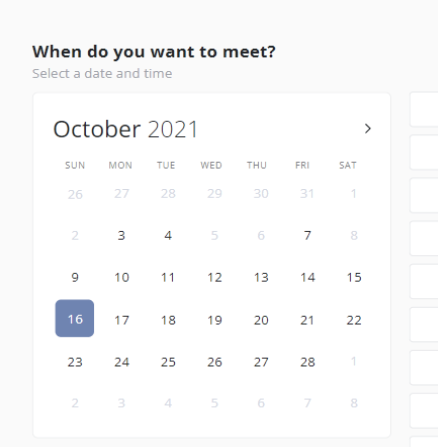 When do you want to meet?
Select a date and time
October 2021
SUN MON TUE WED THU FRI SAT
26 27 28 29 30 31 1
2 3 4 5 6 7 8
9 10 11 12 13 14 15
16 17 18 19 20 21 22
23 24 25 26 27 28 1
2 3 4 5 6 7 8